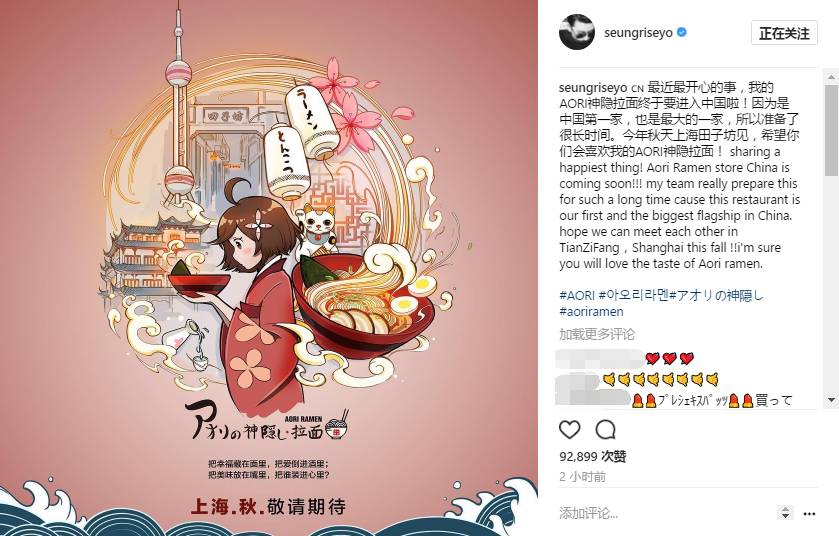 田子坊
ラーメン
とんこつ
アオリの神隠し·拉面
AORI RAMEN
把幸福藏在面里,把爱倒进酒里;
把美味放在嘴里,把谁装进心里?
上海.秋.敬请期待
seungriseyo
正在关注
seungriseyo CN 最近最开心的事,我的
AORI神隐拉面终于要进入中国啦!因为是
中国第一家,也是最大的一家,所以准备了
很长时间。今年秋天上海田子坊见,希望你
们会喜欢我的AORI神隐拉面! sharing a
happiest thing! Aori Ramen store China is
coming soon!!! my team really prepare this
for such a long time cause this restaurant is
our first and the biggest flagship in China.
hope we can meet each other in
TianZiFang，Shanghai this fall !!i'm sure
you will love the taste of Aori ramen.
#AORI #아오리라멘#アオリの神隠し
#aoriramen
加载更多评论
ﾌﾟﾚｼｪｷｽﾊﾟｯﾂ 買って
92,899 次赞
2 小时前
添加评论...